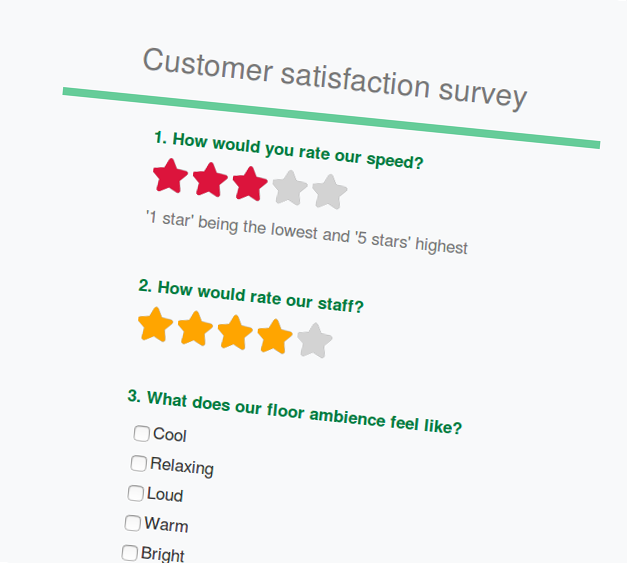 Customer satisfaction survey
1. How would you rate our speed?
'1 star' being the lowest and '5 stars' highest
2. How would rate our staff?
3. What does our floor ambience feel like?
Cool
Relaxing
Loud
Warm
Bright